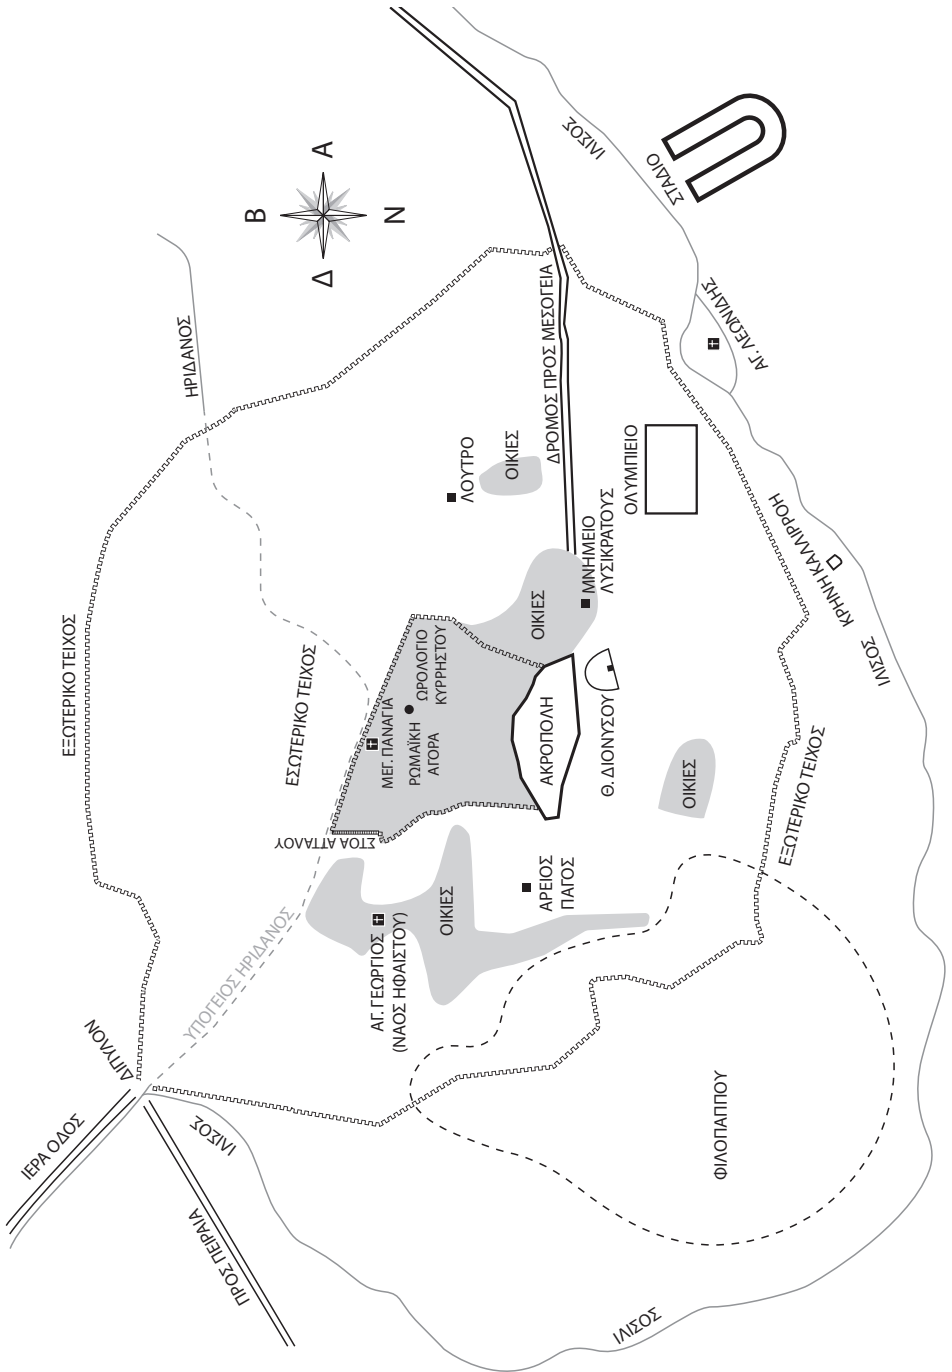 Β
Α
Δ
Ν
ΙΛΙΣΟΣ
ΣΤΑΔΙΟ
ΗΡΙΔΑΝΟΣ
ΔΡΟΜΟΣ ΠΡΟΣ ΜΕΣΟΓΕΙΑ
ΑΓ. ΛΕΩΝΙΔΗΣ
ΛΟΥΤΡΟ
ΟΙΚΙΕΣ
ΟΛΥΜΠΙΕΙΟ
ΜΝΗΜΕΙΟ
ΛΥΣΙΚΡΑΤΟΥΣ
ΚΡΗΝΗ ΚΑΛΛΙΡΡΟΗ
ΙΛΙΣΟΣ
ΕΞΩΤΕΡΙΚΟ ΤΕΙΧΟΣ
ΕΣΩΤΕΡΙΚΟ ΤΕΙΧΟΣ
ΟΙΚΙΕΣ
ΩΡΟΛΟΓΙΟ
ΚΥΡΡΗΣΤΟΥ
ΜΕΓ. ΠΑΝΑΓΙΑ
ΡΩΜΑΪΚΗ
ΑΓΟΡΑ
ΑΚΡΟΠΟΛΗ
Θ. ΔΙΟΝΥΣΟΥ
ΟΙΚΙΕΣ
ΕΞΩΤΕΡΙΚΟ ΤΕΙΧΟΣ
ΣΤΟΑ ΑΤΤΑΛΟΥ
ΥΠΟΓΕΙΟΣ ΗΡΙΔΑΝΟΣ
ΑΓ. ΓΕΩΡΓΙΟΣ
(ΝΑΟΣ ΗΦΑΙΣΤΟΥ)
ΟΙΚΙΕΣ
ΑΡΕΙΟΣ
ΠΑΓΟΣ
ΔΙΠΥΛΟΝ
ΙΕΡΑ ΟΔΟΣ
ΙΛΙΣΟΣ
ΠΡΟΣ ΠΕΙΡΑΙΑ
ΦΙΛΟΠΑΠΠΟΥ
ΙΛΙΣΟΣ